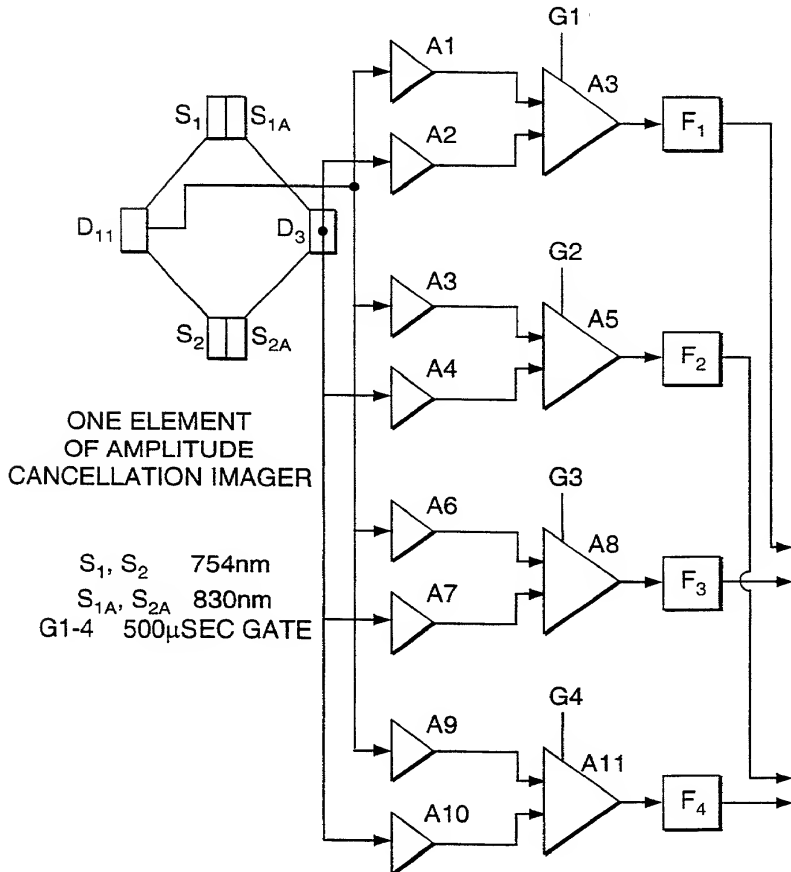 G1
A1
A3
S₁ S₁A
F₁
A2
D₁₁ D₃
G2
A3
A5
S₂ S₂A
F₂
A4
ONE ELEMENT
OF AMPLITUDE
CANCELLATION IMAGER
G3
A6
A8
S₁, S₂ 754nm
F₃
S₁A, S₂A 830nm
A7
G1-4 500µSEC GATE
G4
A9
A11
F₄
A10